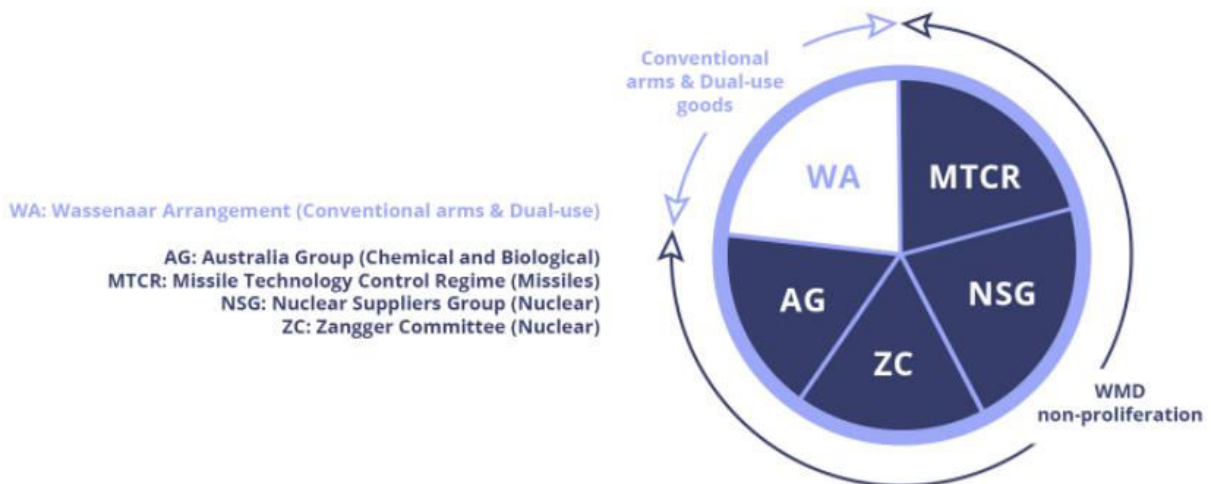 Conventional
arms & Dual-use
goods
WA
MTCR
WA: Wassenaar Arrangement (Conventional arms & Dual-use)
AG: Australia Group (Chemical and Biological)
MTCR: Missile Technology Control Regime (Missiles)
NSG: Nuclear Suppliers Group (Nuclear)
ZC: Zangger Committee (Nuclear)
AG
NSG
ZC
WMD
non-proliferation